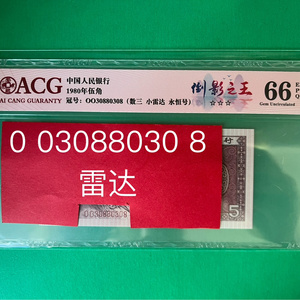 ACG
AI CANG GUARANTY
中国人民银行
1980年伍角
冠号：OO30880308（数三 小雷达 永恒号）
倒影之王
☆☆☆
66
E
P
Q
Gem Uncirculated
0 03088030 8
雷达
OO30880308
行
5